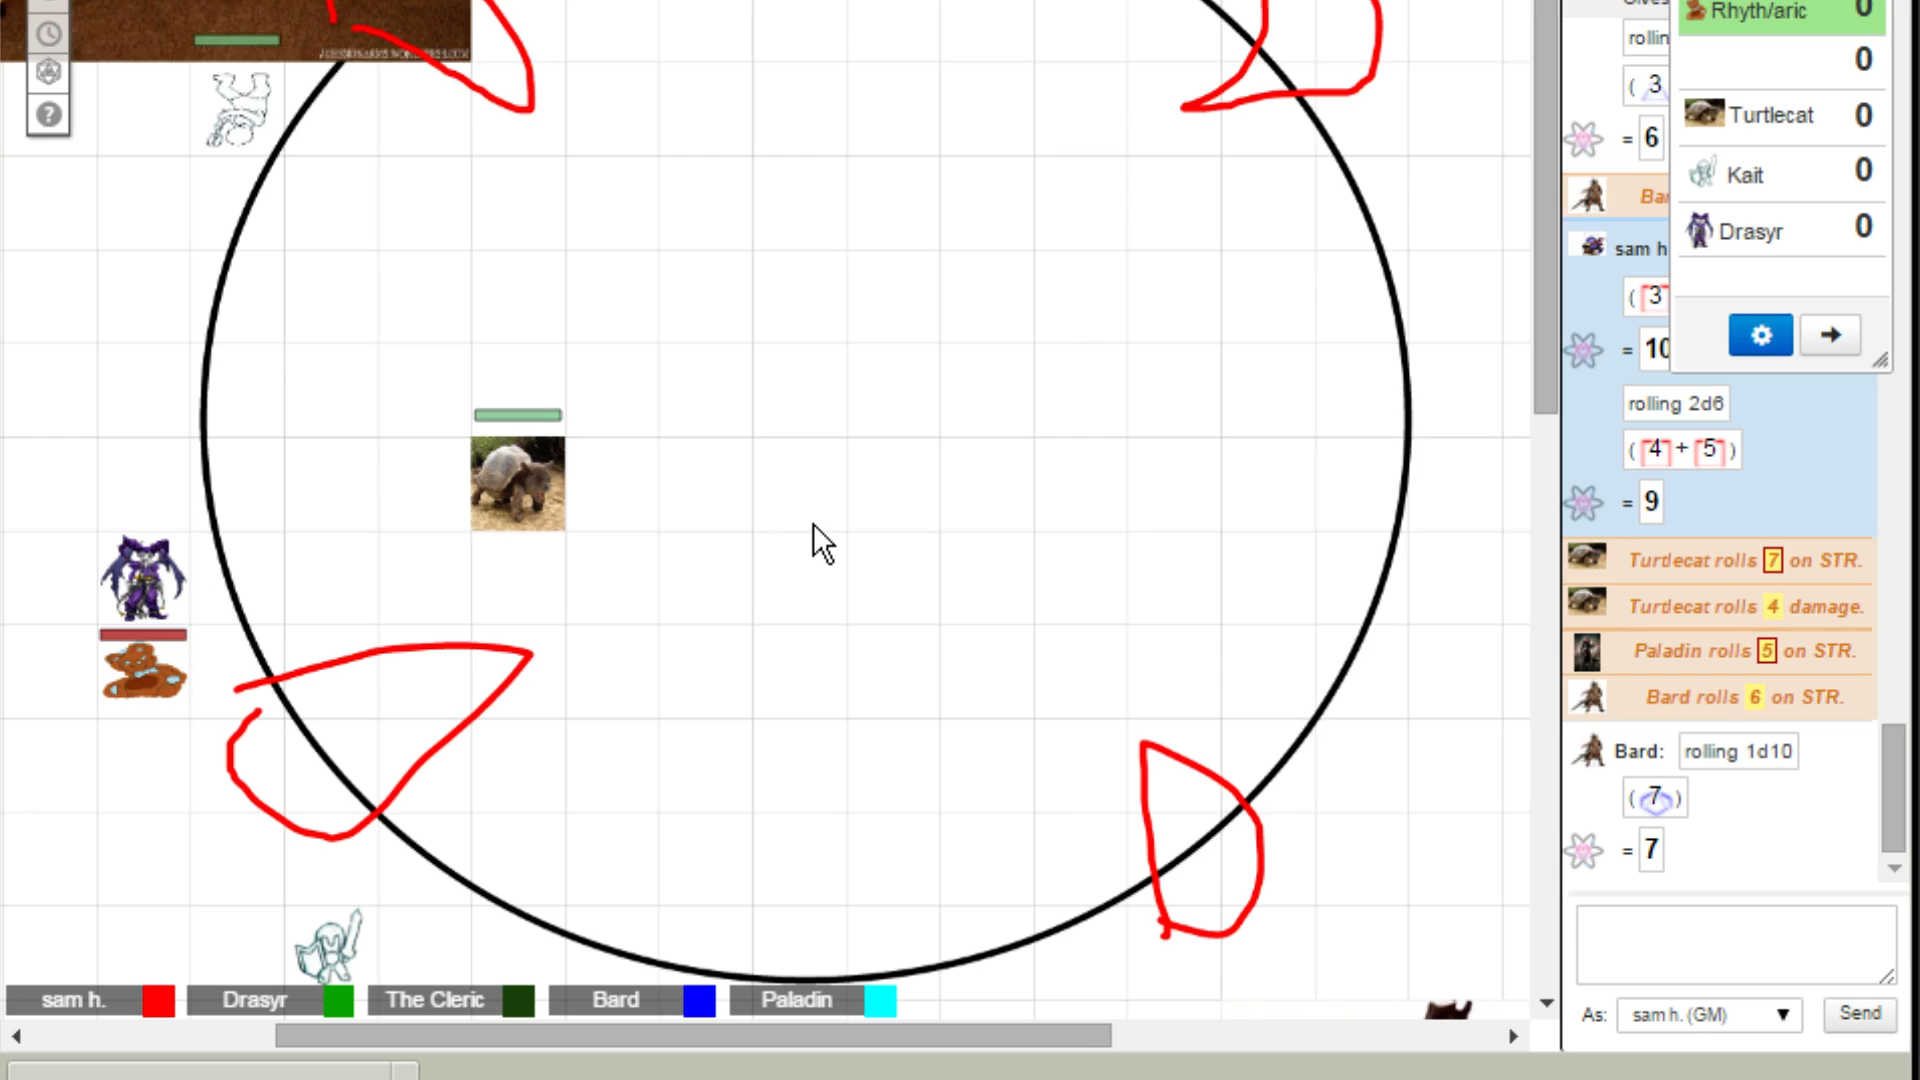 Rhyth/aric 0
0
Turtlecat 0
Kait 0
Drasyr 0
rollin
( 3
= 6
Ba
sam h
( 3
= 10
rolling 2d6
( 4 + 5 )
= 9
Turtlecat rolls 7 on STR.
Turtlecat rolls 4 damage.
Paladin rolls 5 on STR.
Bard rolls 6 on STR.
Bard: rolling 1d10
( 7 )
= 7
As: sam h. (GM) Send
sam h. Drasyr The Cleric Bard Paladin
?